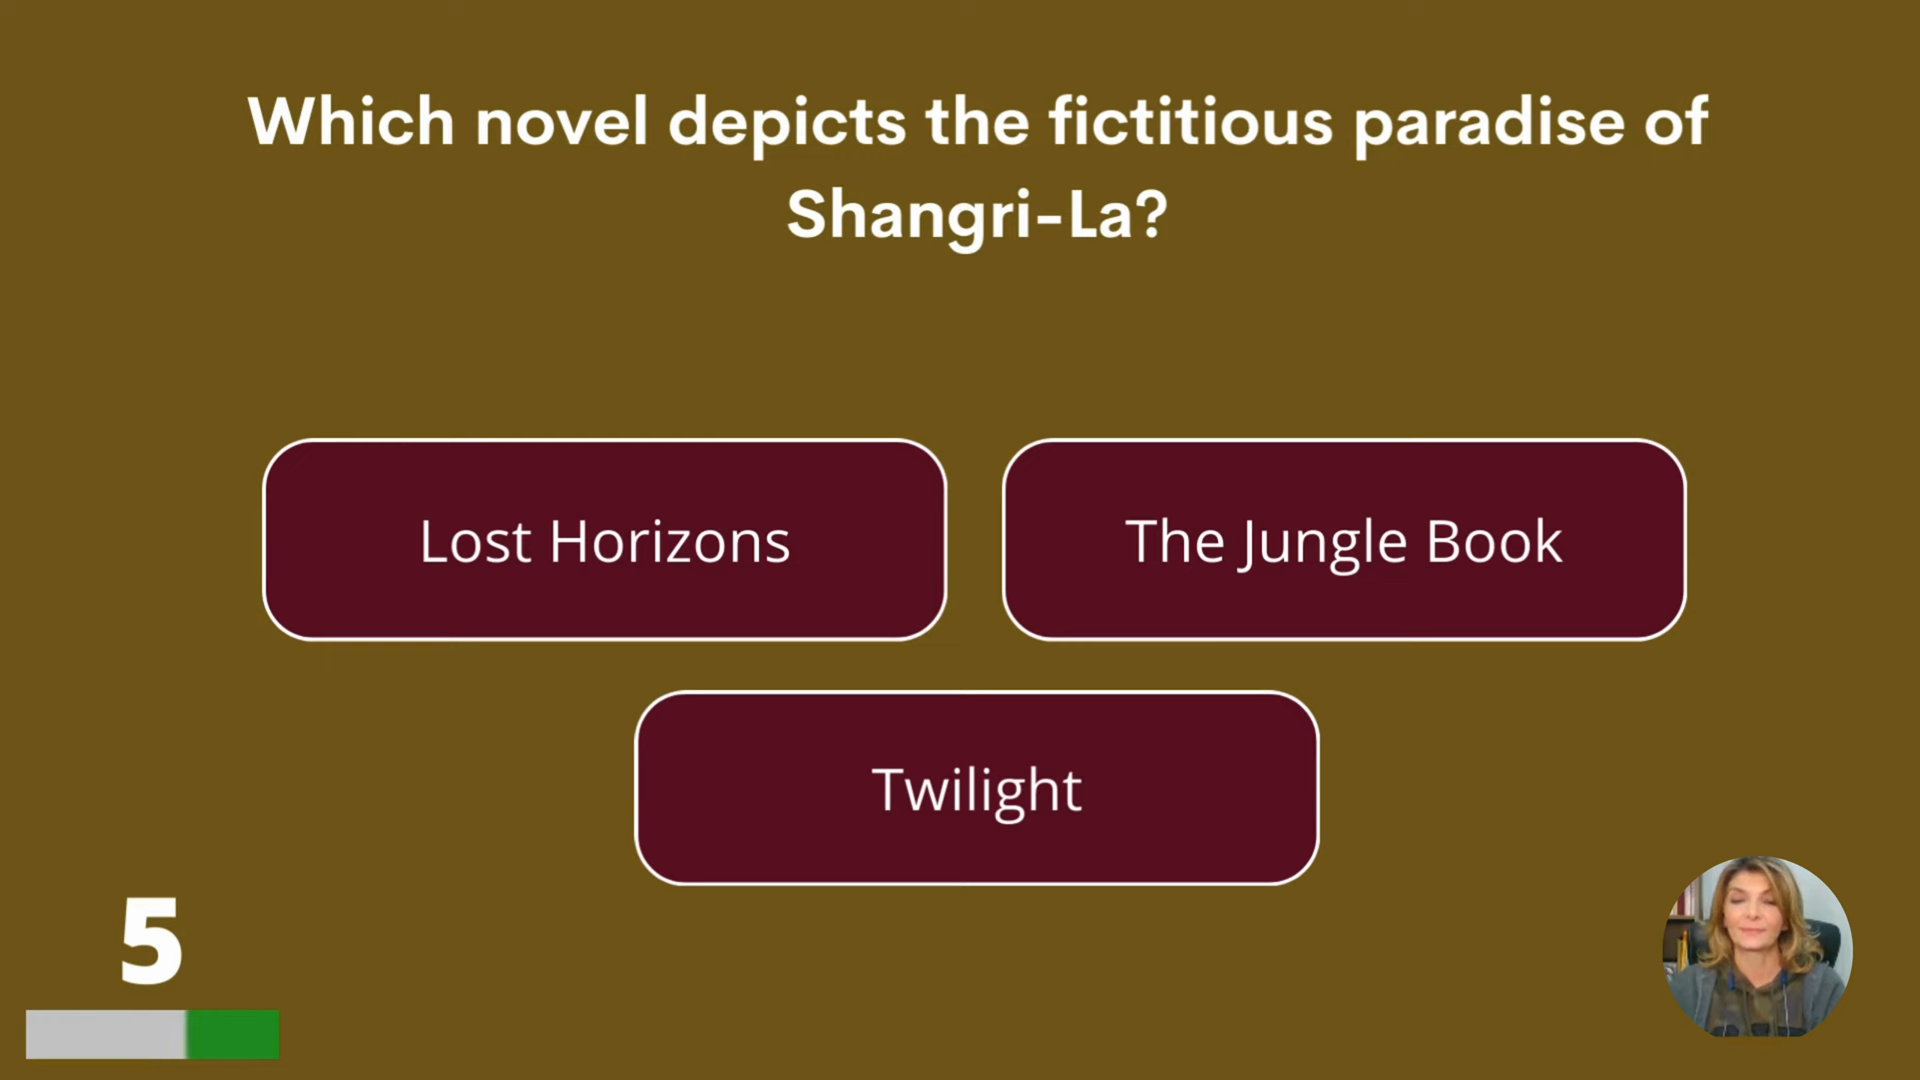 Which novel depicts the fictitious paradise of
Shangri-La?
Lost Horizons
The Jungle Book
Twilight
5